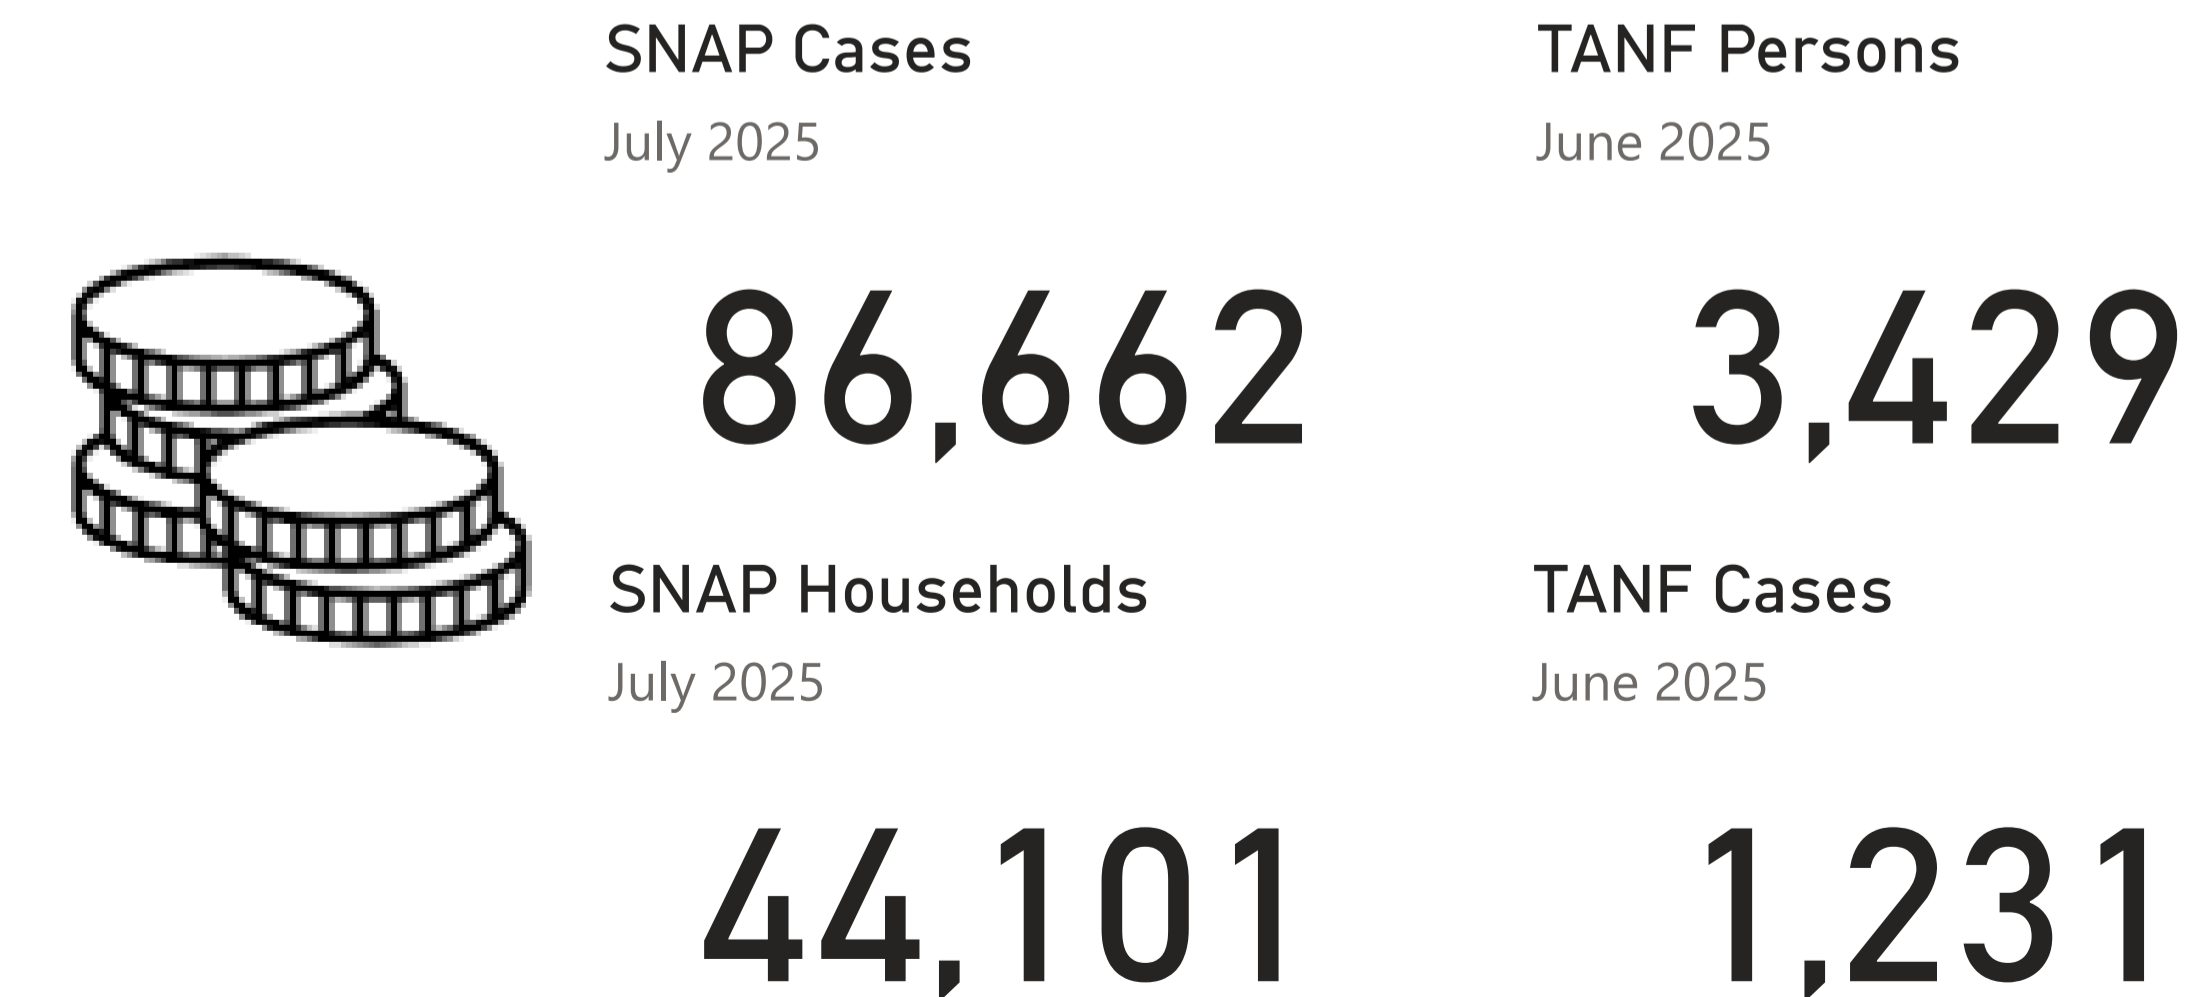 SNAP Cases
July 2025
86,662
TANF Persons
June 2025
3,429
SNAP Households
July 2025
44,101
TANF Cases
June 2025
1,231